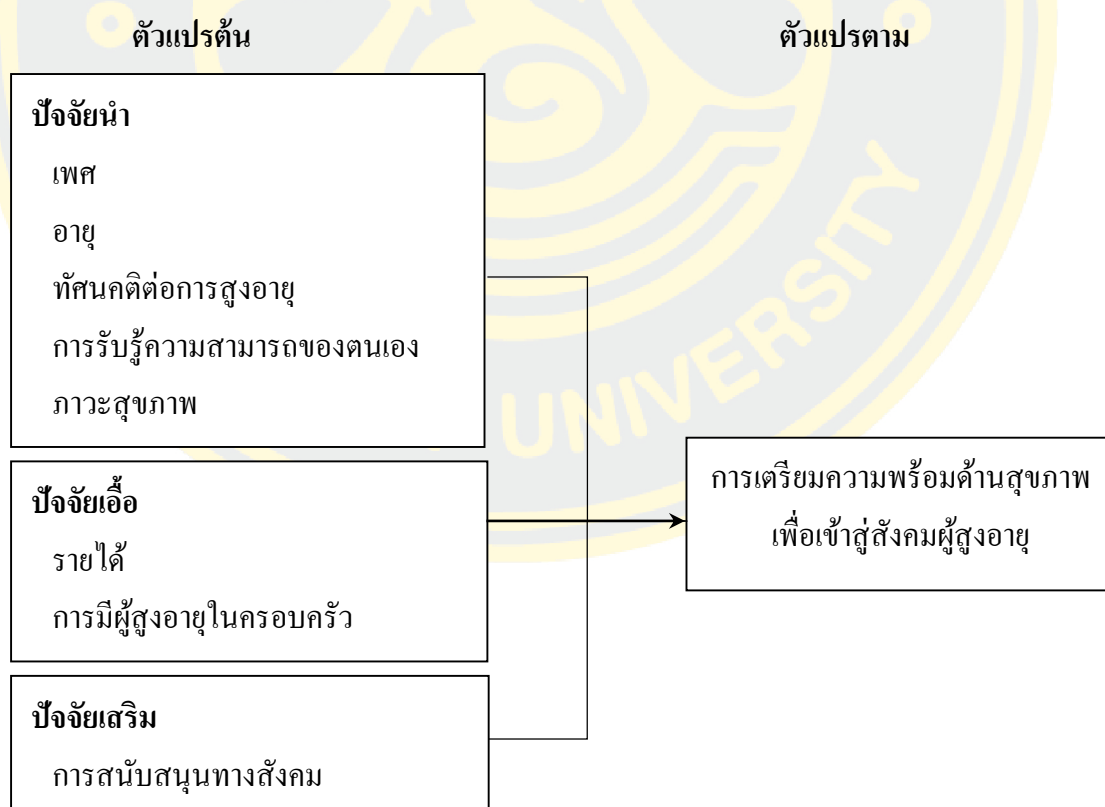 ตัวแปรต้น
ตัวแปรตาม
ปัจจัยนำ
เพศ
อายุ
ทัศนคติต่อการสูงอายุ
การรับรู้ความสามารถของตนเอง
ภาวะสุขภาพ
ปัจจัยเอื้อ
รายได้
การมีผู้สูงอายุในครอบครัว
ปัจจัยเสริม
การสนับสนุนทางสังคม
การเตรียมความพร้อมด้านสุขภาพ
เพื่อเข้าสู่สังคมผู้สูงอายุ
UNIVERSITY